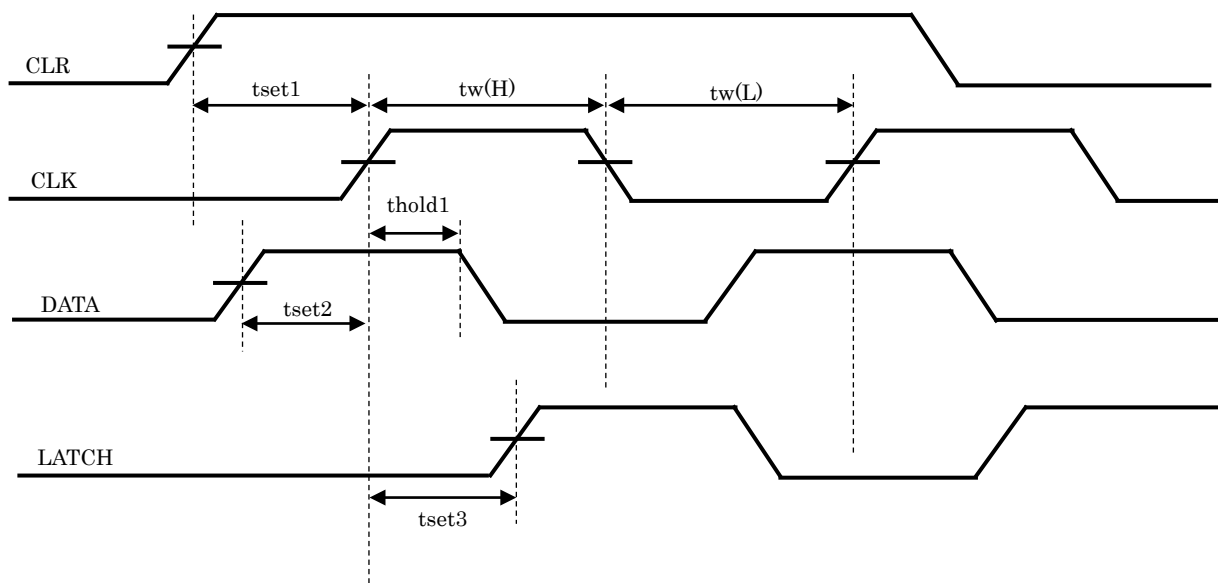 CLR
tset1
tw(H)
tw(L)
CLK
thold1
DATA
tset2
LATCH
tset3